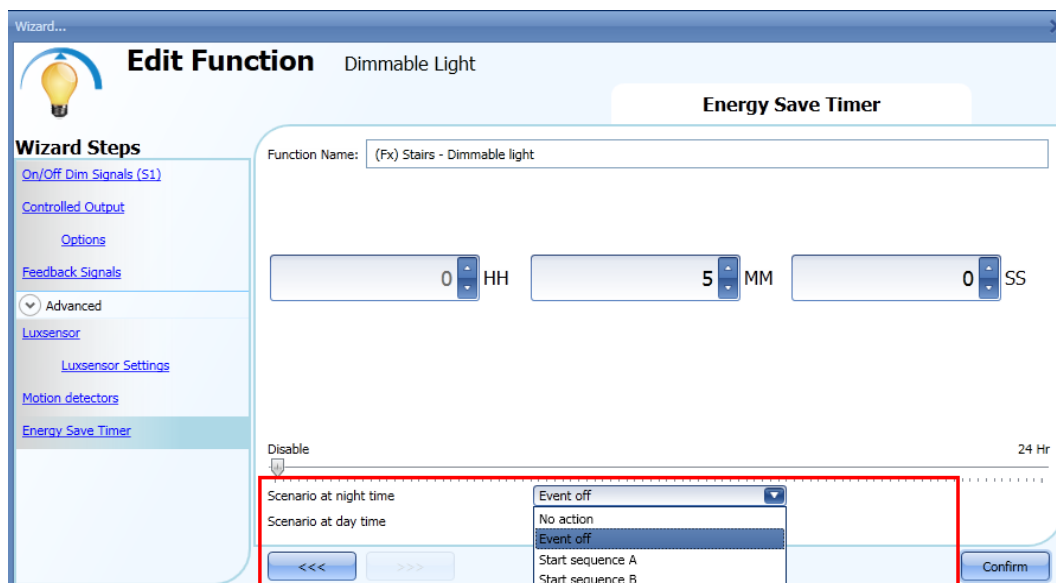 Wizard...
Edit Function Dimmable Light
Energy Save Timer
Wizard Steps
On/Off Dim Signals (S1)
Controlled Output
Options
Feedback Signals
Advanced
Luxsensor
Luxsensor Settings
Motion detectors
Energy Save Timer
Function Name: (Fx) Stairs - Dimmable light
0 HH 5 MM 0 SS
Disable 24 Hr
Scenario at night time Event off
Scenario at day time
No action
Event off
Start sequence A
Start sequence B
<<< >>> Confirm